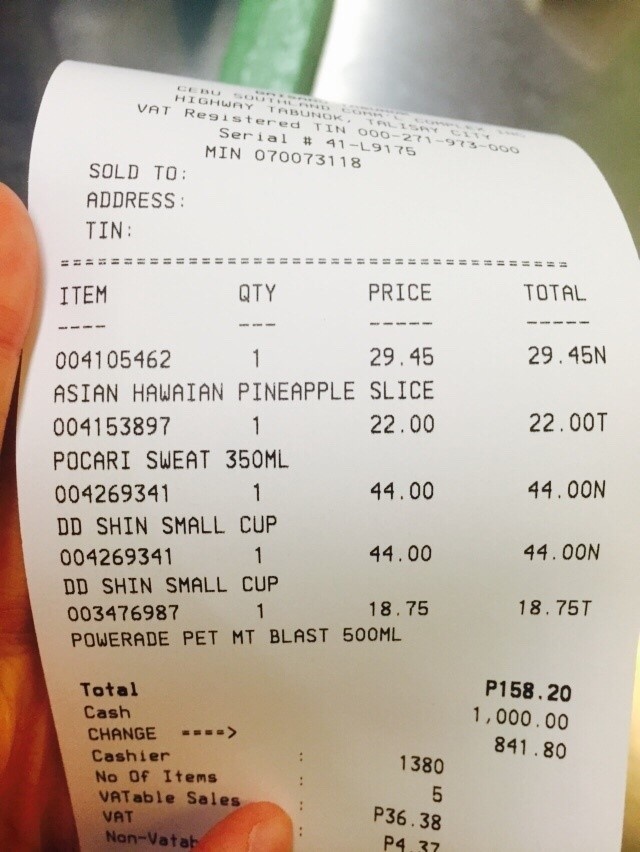 CEBU SOUTHLAND CORN & COMPLEX, INC
HIGHWAY TABUNOK, TALISAY CITY
VAT Registered TIN 000-271-973-000
Serial # 41-L9175
MIN 070073118
SOLD TO:
ADDRESS:
TIN:
================================================
ITEM QTY PRICE TOTAL
---- --- ----- -----
004105462 1 29.45 29.45N
ASIAN HAWAIAN PINEAPPLE SLICE
004153897 1 22.00 22.00T
POCARI SWEAT 350ML
004269341 1 44.00 44.00N
DD SHIN SMALL CUP
004269341 1 44.00 44.00N
DD SHIN SMALL CUP
003476987 1 18.75 18.75T
POWERADE PET MT BLAST 500ML
Total P158.20
Cash 1,000.00
CHANGE ====> 841.80
Cashier : 1380
No Of Items : 5
VATable Sales : P36.38
VAT P4.37